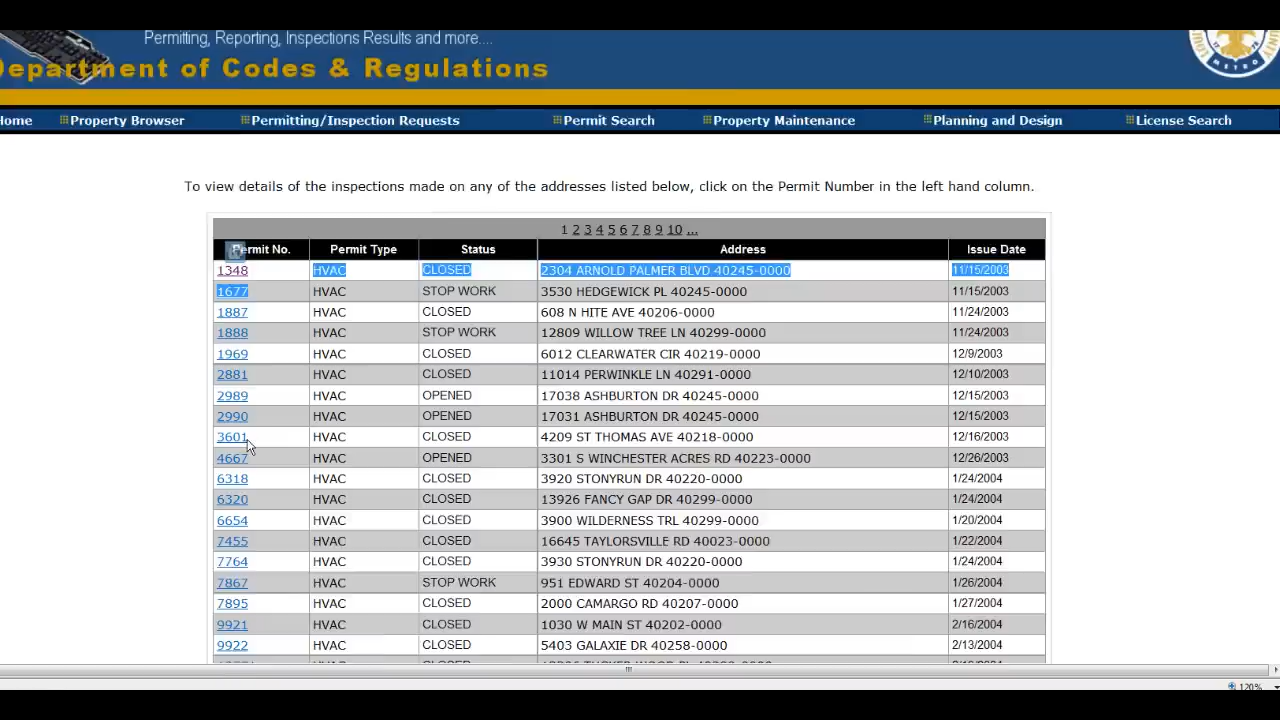 Permitting, Reporting, Inspections Results and more....
Department of Codes & Regulations
METRO
Home Property Browser Permitting/Inspection Requests Permit Search Property Maintenance Planning and Design License Search
To view details of the inspections made on any of the addresses listed below, click on the Permit Number in the left hand column.
1 2 3 4 5 6 7 8 9 10 ...
Permit No. Permit Type Status Address Issue Date
1348 HVAC CLOSED 2304 ARNOLD PALMER BLVD 40245-0000 11/15/2003
1677 HVAC STOP WORK 3530 HEDGEWICK PL 40245-0000 11/15/2003
1887 HVAC CLOSED 608 N HITE AVE 40206-0000 11/24/2003
1888 HVAC STOP WORK 12809 WILLOW TREE LN 40299-0000 11/24/2003
1969 HVAC CLOSED 6012 CLEARWATER CIR 40219-0000 12/9/2003
2881 HVAC CLOSED 11014 PERWINKLE LN 40291-0000 12/10/2003
2989 HVAC OPENED 17038 ASHBURTON DR 40245-0000 12/15/2003
2990 HVAC OPENED 17031 ASHBURTON DR 40245-0000 12/15/2003
3601 HVAC CLOSED 4209 ST THOMAS AVE 40218-0000 12/16/2003
4667 HVAC OPENED 3301 S WINCHESTER ACRES RD 40223-0000 12/26/2003
6318 HVAC CLOSED 3920 STONYRUN DR 40220-0000 1/24/2004
6320 HVAC CLOSED 13926 FANCY GAP DR 40299-0000 1/24/2004
6654 HVAC CLOSED 3900 WILDERNESS TRL 40299-0000 1/20/2004
7455 HVAC CLOSED 16645 TAYLORSVILLE RD 40023-0000 1/22/2004
7764 HVAC CLOSED 3930 STONYRUN DR 40220-0000 1/24/2004
7867 HVAC STOP WORK 951 EDWARD ST 40204-0000 1/26/2004
7895 HVAC CLOSED 2000 CAMARGO RD 40207-0000 1/27/2004
9921 HVAC CLOSED 1030 W MAIN ST 40202-0000 2/16/2004
9922 HVAC CLOSED 5403 GALAXIE DR 40258-0000 2/13/2004
120%